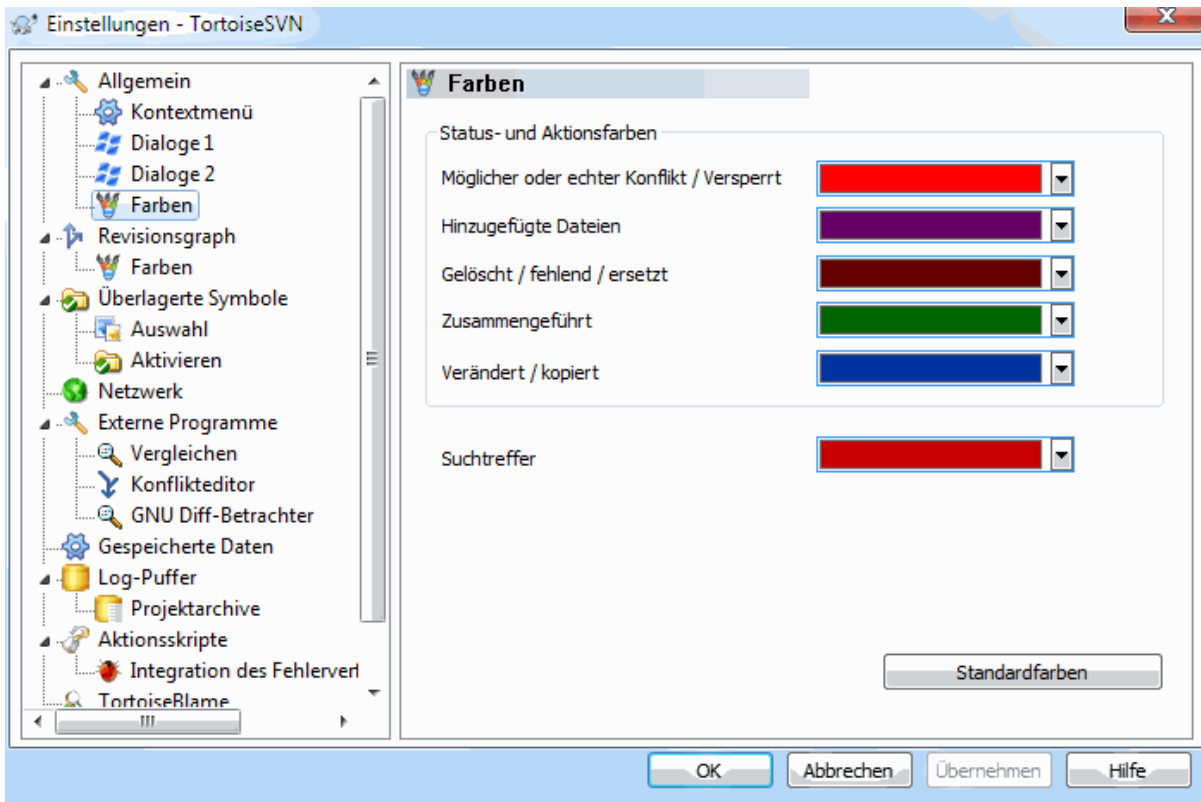 Einstellungen - TortoiseSVN
Allgemein
Kontextmenü
Dialoge 1
Dialoge 2
Farben
Revisionsgraph
Farben
Überlagerte Symbole
Auswahl
Aktivieren
Netzwerk
Externe Programme
Vergleichen
Konflikteditor
GNU Diff-Betrachter
Gespeicherte Daten
Log-Puffer
Projektarchive
Aktionsskripte
Integration des Fehlervert
TortoiseBlame
Farben
Status- und Aktionsfarben
Möglicher oder echter Konflikt / Versperrt
Hinzugefügte Dateien
Gelöscht / fehlend / ersetzt
Zusammengeführt
Verändert / kopiert
Suchtreffer
Standardfarben
OK Abbrechen Übernehmen Hilfe